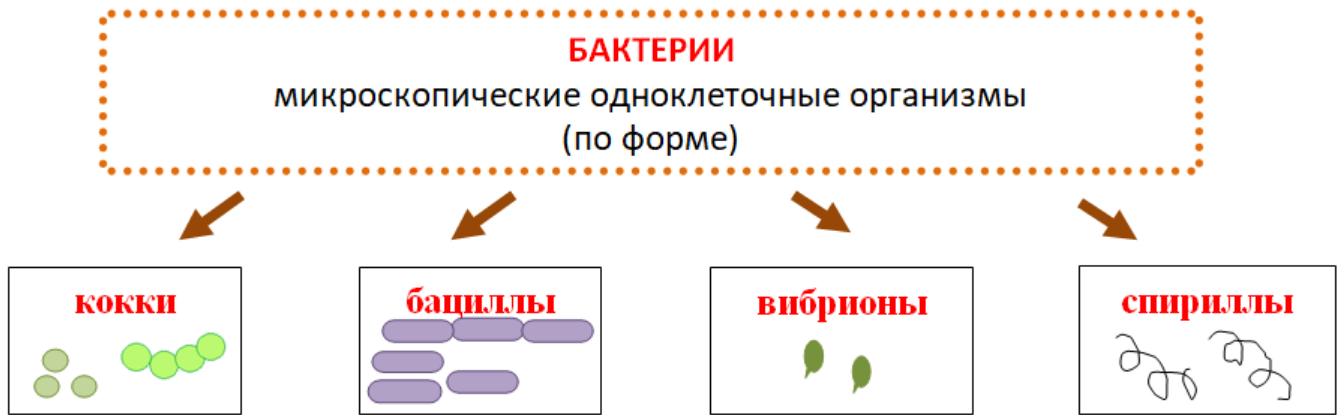 БАКТЕРИИ
микроскопические одноклеточные организмы
(по форме)
кокки
бациллы
вибрионы
спириллы